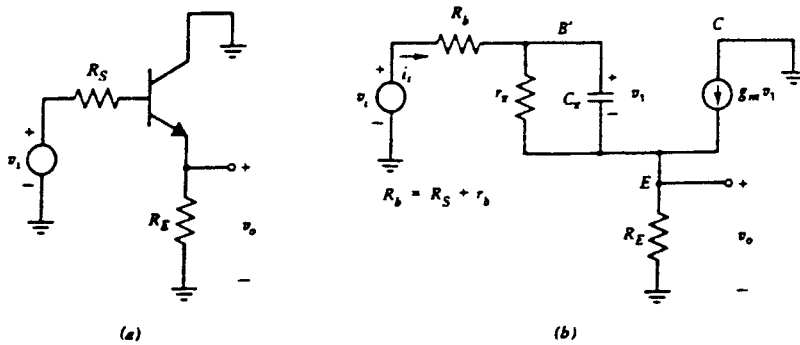 R_S
+
v_i
−
+
R_E
v_o
−
(a)
R_b
B′
C
+
i_i
v_i
−
r_π
C_π
+
v_1
−
g_m v_1
R_b = R_S + r_b
E
+
R_E
v_o
−
(b)